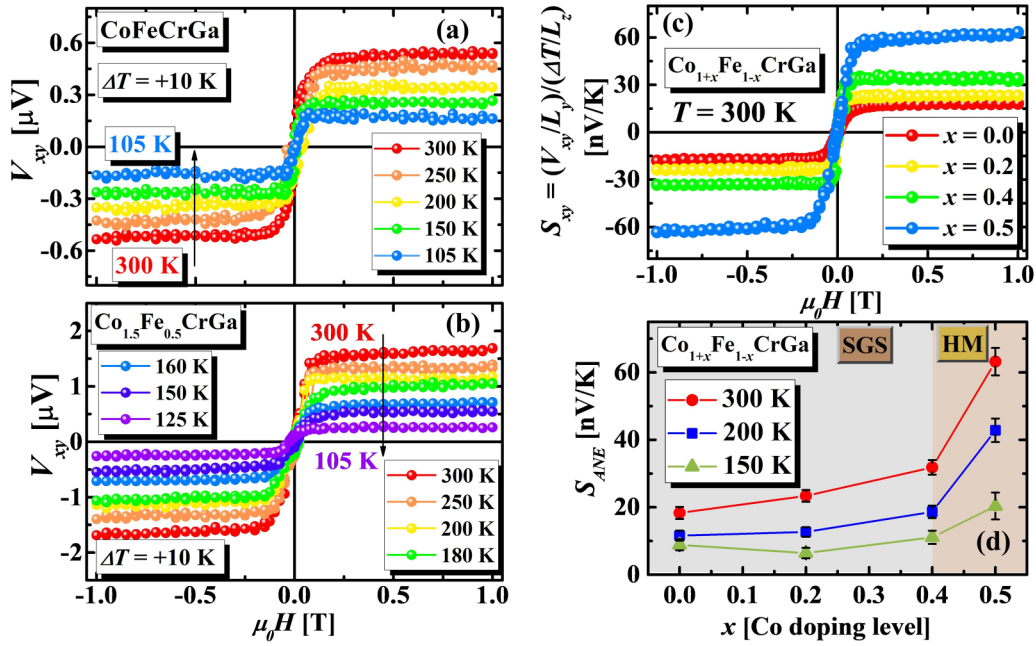 CoFeCrGa
(a)
ΔT = +10 K
105 K
300 K
300 K
250 K
200 K
150 K
105 K
V_xy [μV]
0.6
0.3
0.0
-0.3
-0.6
Co1.5Fe0.5CrGa
(b)
300 K
160 K
150 K
125 K
105 K
300 K
250 K
200 K
180 K
ΔT = +10 K
V_xy [μV]
2
1
0
-1
-2
-1.0 -0.5 0.0 0.5 1.0
μ0H [T]
(c)
Co1+xFe1-xCrGa
T = 300 K
x = 0.0
x = 0.2
x = 0.4
x = 0.5
S_xy = (V_xy/L_y)/(ΔT/L_z)
[nV/K]
60
30
0
-30
-60
-1.0 -0.5 0.0 0.5 1.0
μ0H [T]
Co1+xFe1-xCrGa
SGS
HM
300 K
200 K
150 K
(d)
S_ANE [nV/K]
60
40
20
0
0.0 0.1 0.2 0.3 0.4 0.5
x [Co doping level]